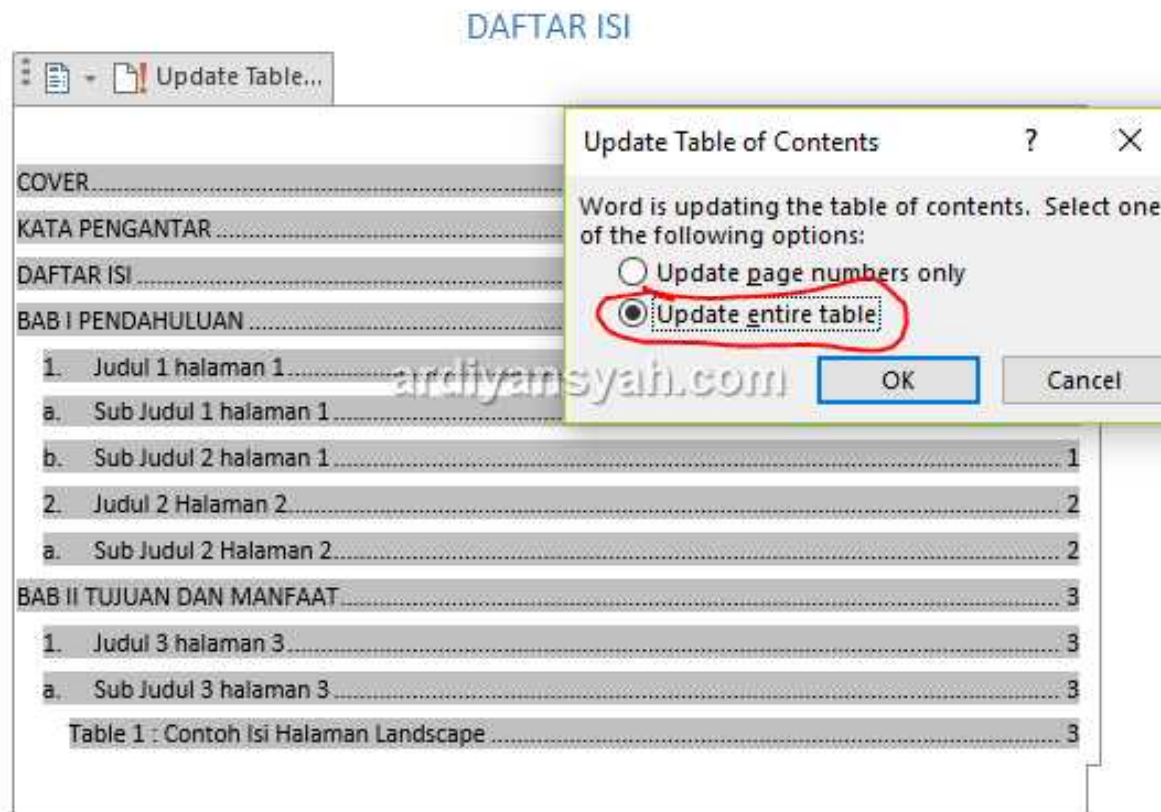 DAFTAR ISI
Update Table...
Update Table of Contents ? X
Word is updating the table of contents. Select one
of the following options:
Update page numbers only
Update entire table
OK Cancel
COVER
KATA PENGANTAR
DAFTAR ISI
BAB I PENDAHULUAN
1. Judul 1 halaman 1
a. Sub Judul 1 halaman 1
b. Sub Judul 2 halaman 1 1
2. Judul 2 Halaman 2 2
a. Sub Judul 2 Halaman 2 2
BAB II TUJUAN DAN MANFAAT 3
1. Judul 3 halaman 3 3
a. Sub Judul 3 halaman 3 3
Table 1 : Contoh Isi Halaman Landscape 3
ardiyansyah.com